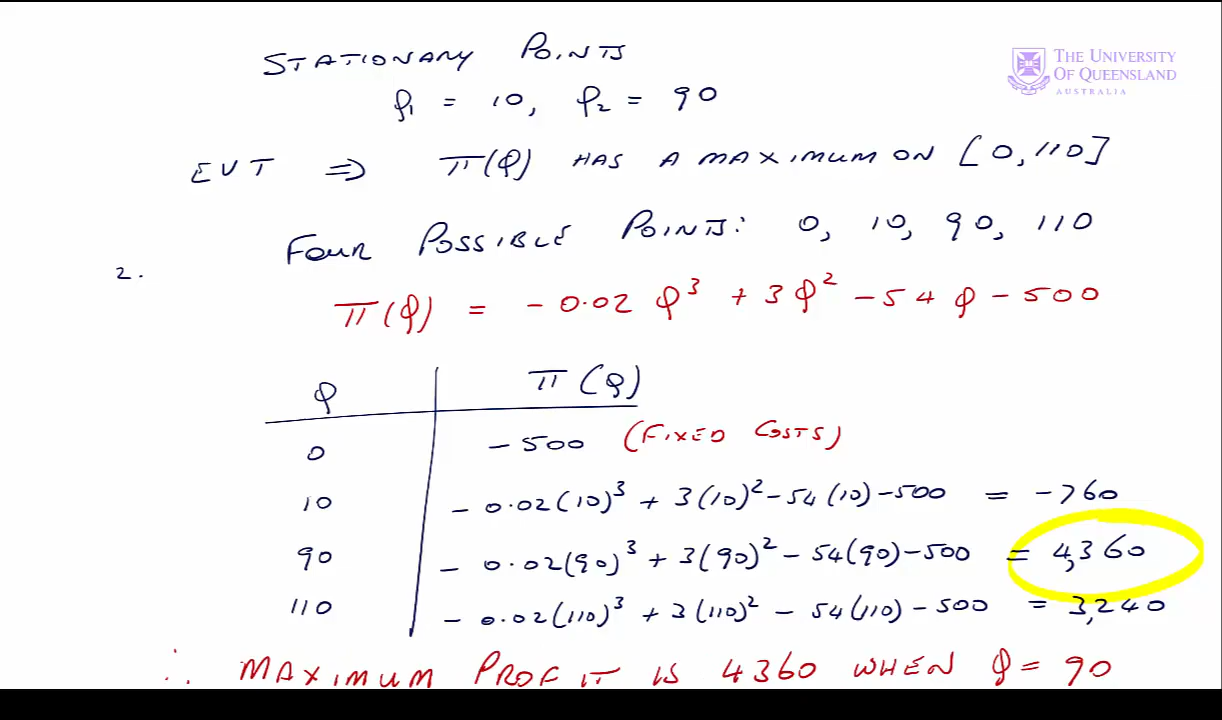 STATIONARY POINTS
THE UNIVERSITY
OF QUEENSLAND
AUSTRALIA
Q₁ = 10, Q₂ = 90
EVT ⇒ π(Q) HAS A MAXIMUM ON [0, 110]
FOUR POSSIBLE POINTS: 0, 10, 90, 110
2.
π(Q) = -0.02 Q³ + 3Q² - 54Q - 500
Q | π(Q)
0 | -500 (FIXED COSTS)
10 | -0.02(10)³ + 3(10)² - 54(10) - 500 = -760
90 | -0.02(90)³ + 3(90)² - 54(90) - 500 = 4,360
110 | -0.02(110)³ + 3(110)² - 54(110) - 500 = 3,240
∴ MAXIMUM PROFIT IS 4360 WHEN Q = 90